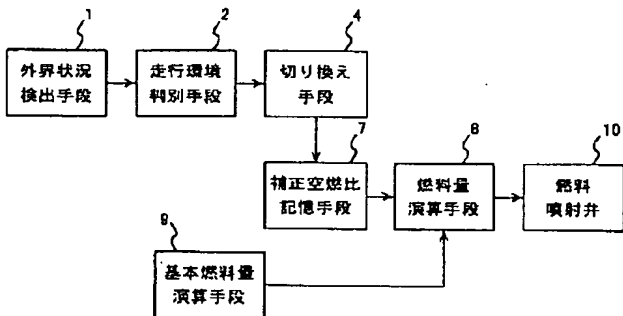 1
外界状況
検出手段
2
走行環境
判別手段
4
切り換え
手段
7
補正空燃比
記憶手段
8
燃料量
演算手段
10
燃料
噴射弁
9
基本燃料量
演算手段